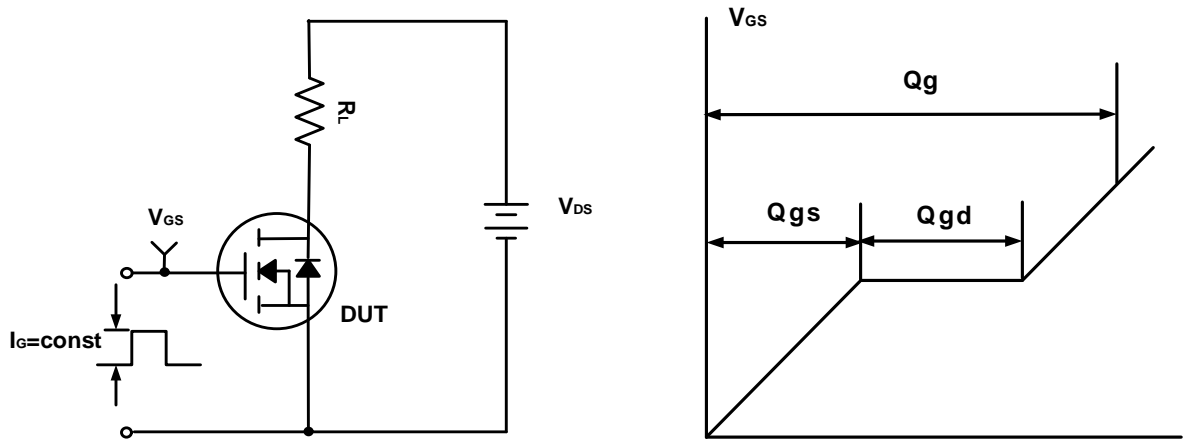 RL
VDS
VGS
DUT
IG=const
VGS
Qg
Qgs
Qgd